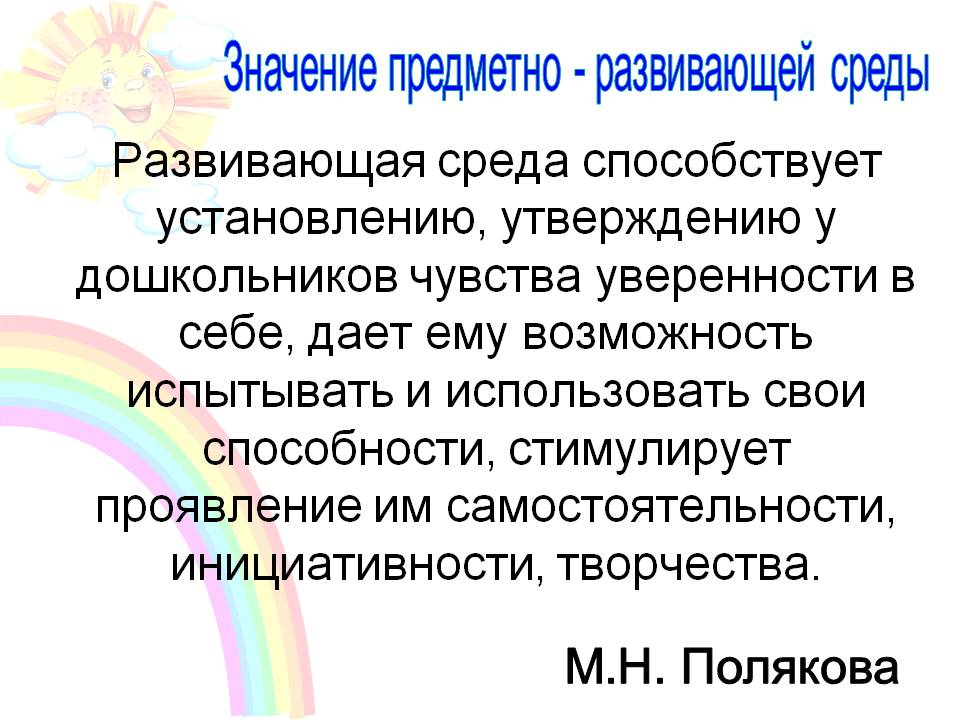 Значение предметно - развивающей среды
Развивающая среда способствует
установлению, утверждению у
дошкольников чувства уверенности в
себе, дает ему возможность
испытывать и использовать свои
способности, стимулирует
проявление им самостоятельности,
инициативности, творчества.
М.Н. Полякова